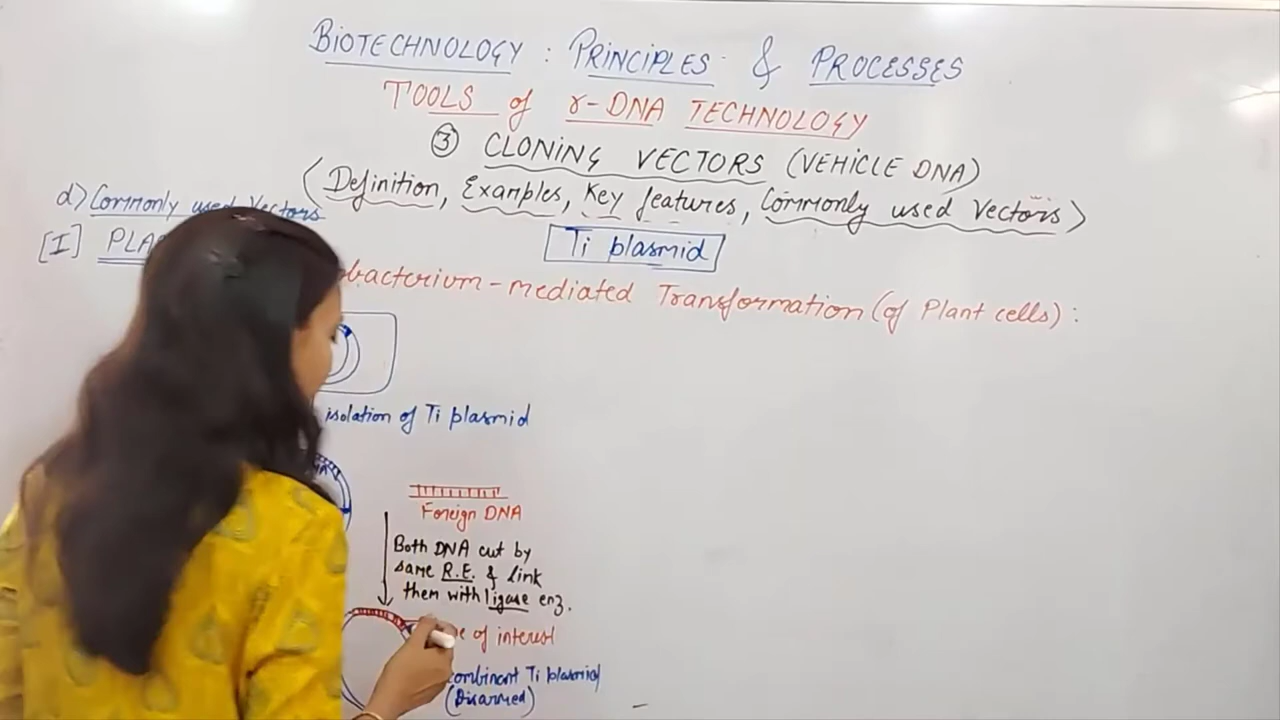 BIOTECHNOLOGY : PRINCIPLES & PROCESSES
TOOLS of r-DNA TECHNOLOGY
③ CLONING VECTORS (VEHICLE DNA)
(Definition, Examples, Key features, Commonly used Vectors)
d) Commonly used Vectors
[I]
Ti plasmid
-mediated Transformation (of Plant cells) :
isolation of Ti plasmid
Foreign DNA
Both DNA cut by
same R.E. & link
them with ligase enz.
of interest
Ti plasmid
(Disarmed)